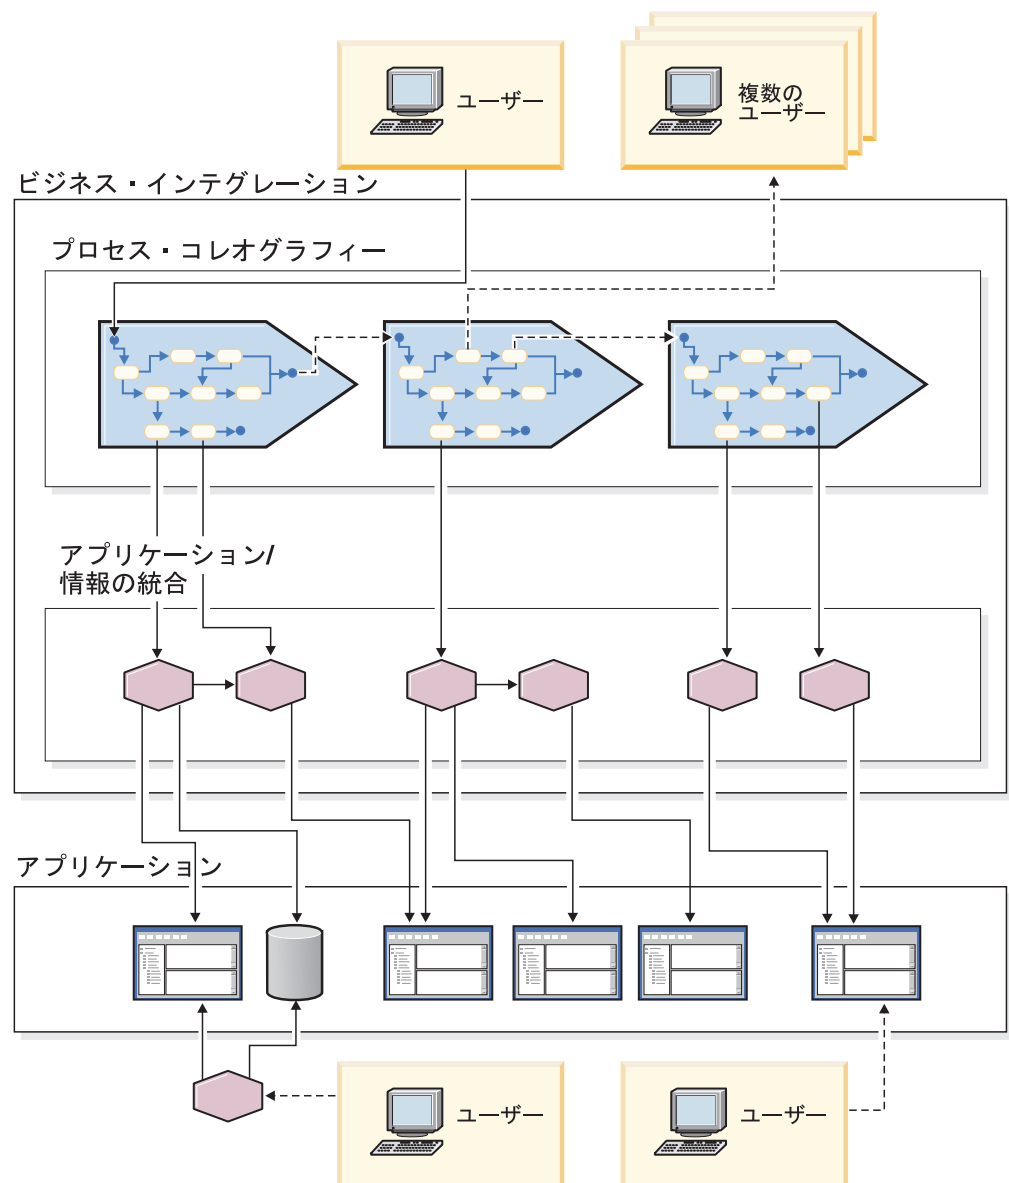 ユーザー
複数の
ユーザー
ビジネス・インテグレーション
プロセス・コレオグラフィー
アプリケーション/
情報の統合
アプリケーション
ユーザー
ユーザー